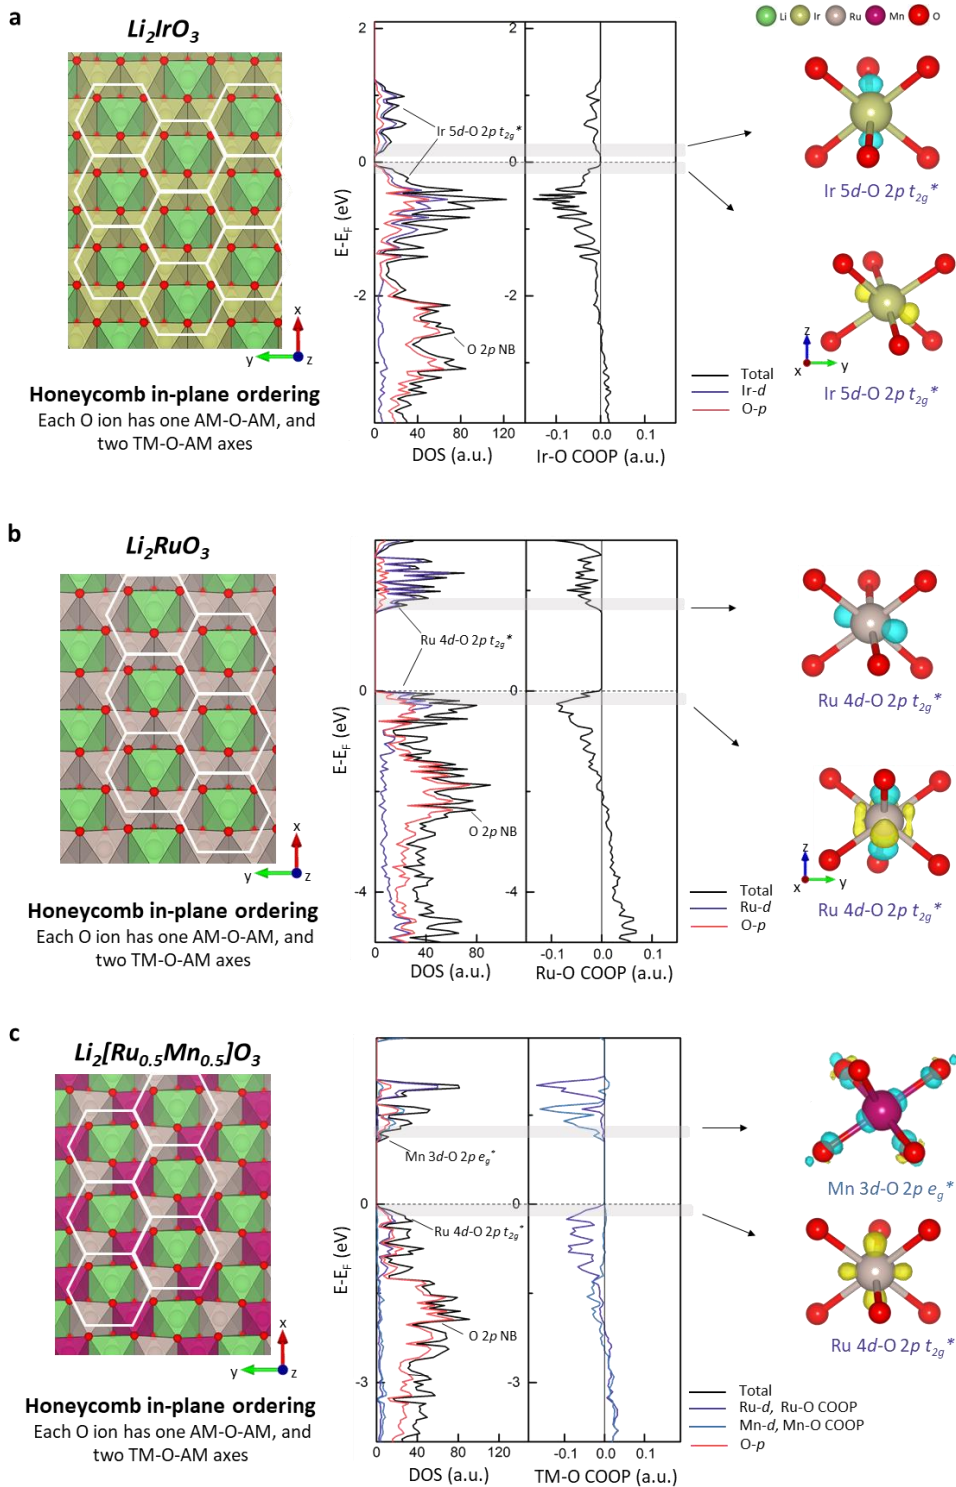 a
Li2IrO3
Li Ir Ru Mn O
2
1
0
-2
E-EF (eV)
Ir 5d-O 2p t2g*
O 2p NB
0 40 80 120
DOS (a.u.)
-0.1 0.0 0.1
Ir-O COOP (a.u.)
Total
Ir-d
O-p
Ir 5d-O 2p t2g*
z
x y
Ir 5d-O 2p t2g*
x
y z
Honeycomb in-plane ordering
Each O ion has one AM-O-AM, and
two TM-O-AM axes
b
Li2RuO3
0
-4
E-EF (eV)
Ru 4d-O 2p t2g*
O 2p NB
0 40 80
DOS (a.u.)
-0.1 0.0 0.1
Ru-O COOP (a.u.)
Total
Ru-d
O-p
Ru 4d-O 2p t2g*
z
x y
Ru 4d-O 2p t2g*
x
y z
Honeycomb in-plane ordering
Each O ion has one AM-O-AM, and
two TM-O-AM axes
c
Li2[Ru0.5Mn0.5]O3
0
-3
E-EF (eV)
Mn 3d-O 2p eg*
Ru 4d-O 2p t2g*
O 2p NB
0 40 80 120
DOS (a.u.)
-0.1 0.0 0.1
TM-O COOP (a.u.)
Total
Ru-d, Ru-O COOP
Mn-d, Mn-O COOP
O-p
Mn 3d-O 2p eg*
Ru 4d-O 2p t2g*
x
y z
Honeycomb in-plane ordering
Each O ion has one AM-O-AM, and
two TM-O-AM axes